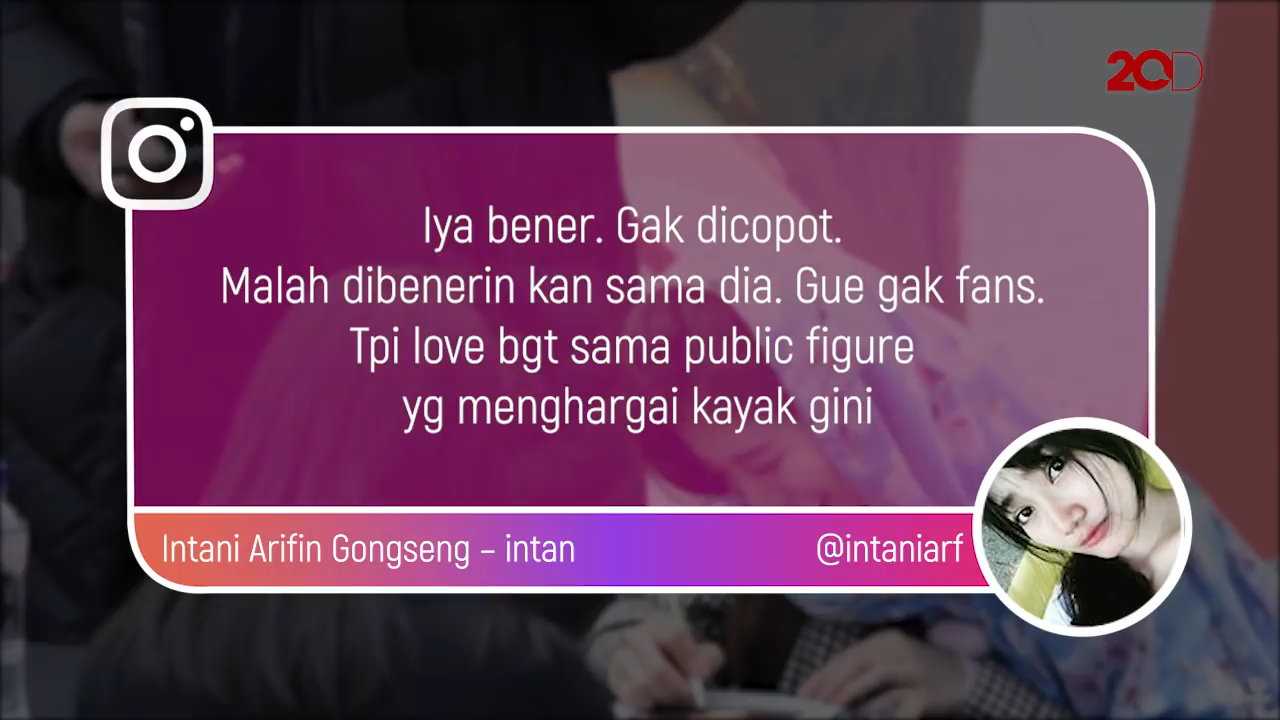 20D
Iya bener. Gak dicopot.
Malah dibenerin kan sama dia. Gue gak fans.
Tpi love bgt sama public figure
yg menghargai kayak gini
Intani Arifin Gongseng – intan
@intaniarf